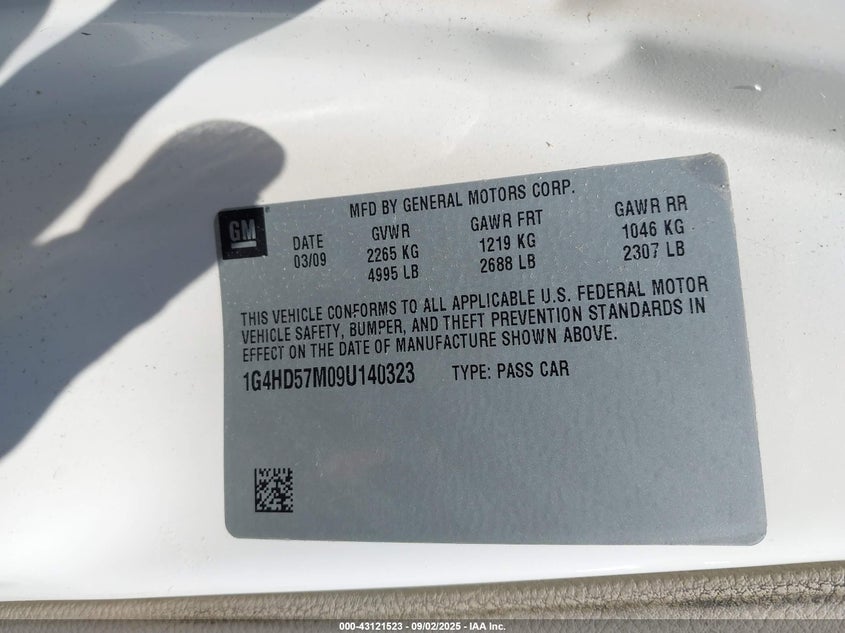 MFD BY GENERAL MOTORS CORP.
GM
DATE GVWR GAWR FRT GAWR RR
03/09 2265 KG 1219 KG 1046 KG
4995 LB 2688 LB 2307 LB
THIS VEHICLE CONFORMS TO ALL APPLICABLE U.S. FEDERAL MOTOR
VEHICLE SAFETY, BUMPER, AND THEFT PREVENTION STANDARDS IN
EFFECT ON THE DATE OF MANUFACTURE SHOWN ABOVE.
1G4HD57M09U140323 TYPE: PASS CAR
000-43121523 - 09/02/2025 - IAA Inc.